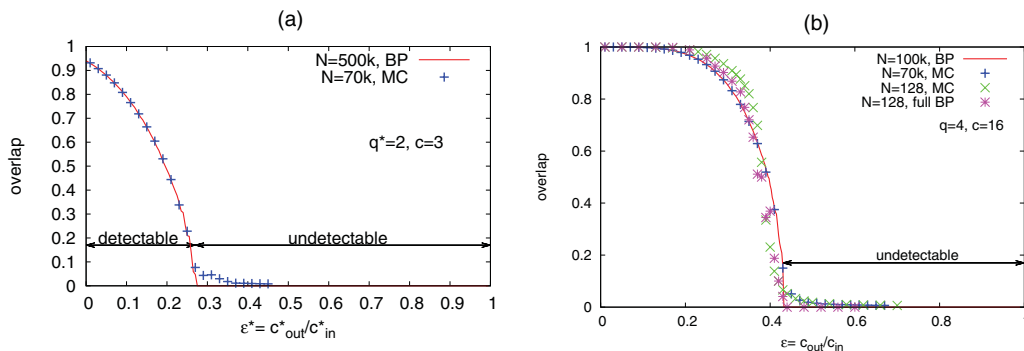 (a)
N=500k, BP
N=70k, MC
q*=2, c=3
overlap
detectable
undetectable
1
0.9
0.8
0.7
0.6
0.5
0.4
0.3
0.2
0.1
0
0 0.1 0.2 0.3 0.4 0.5 0.6 0.7 0.8 0.9 1
ε*= c*out/c*in
(b)
N=100k, BP
N=70k, MC
N=128, MC
N=128, full BP
q=4, c=16
overlap
undetectable
1
0.8
0.6
0.4
0.2
0
0 0.2 0.4 0.6 0.8 1
ε= cout/cin